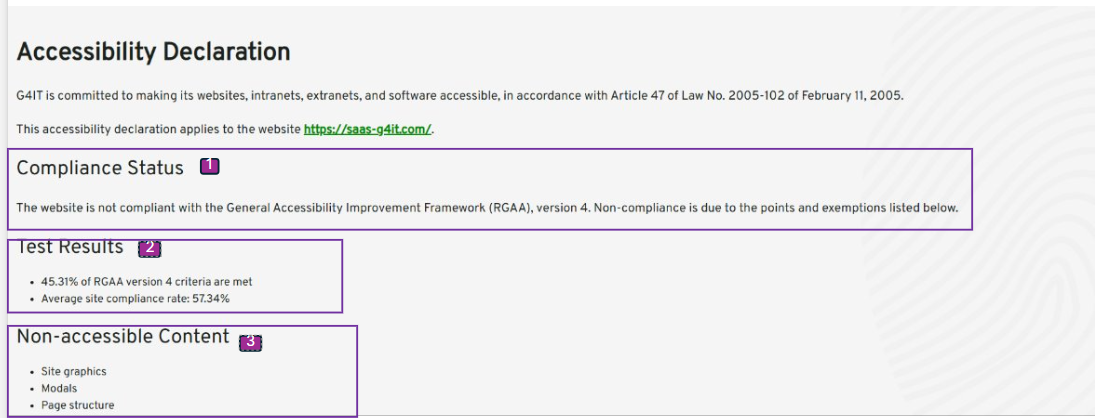 Accessibility Declaration
G4IT is committed to making its websites, intranets, extranets, and software accessible, in accordance with Article 47 of Law No. 2005-102 of February 11, 2005.
This accessibility declaration applies to the website https://saas-g4it.com/.
Compliance Status 1
The website is not compliant with the General Accessibility Improvement Framework (RGAA), version 4. Non-compliance is due to the points and exemptions listed below.
Test Results 2
• 45.31% of RGAA version 4 criteria are met
• Average site compliance rate: 57.34%
Non-accessible Content 3
• Site graphics
• Modals
• Page structure